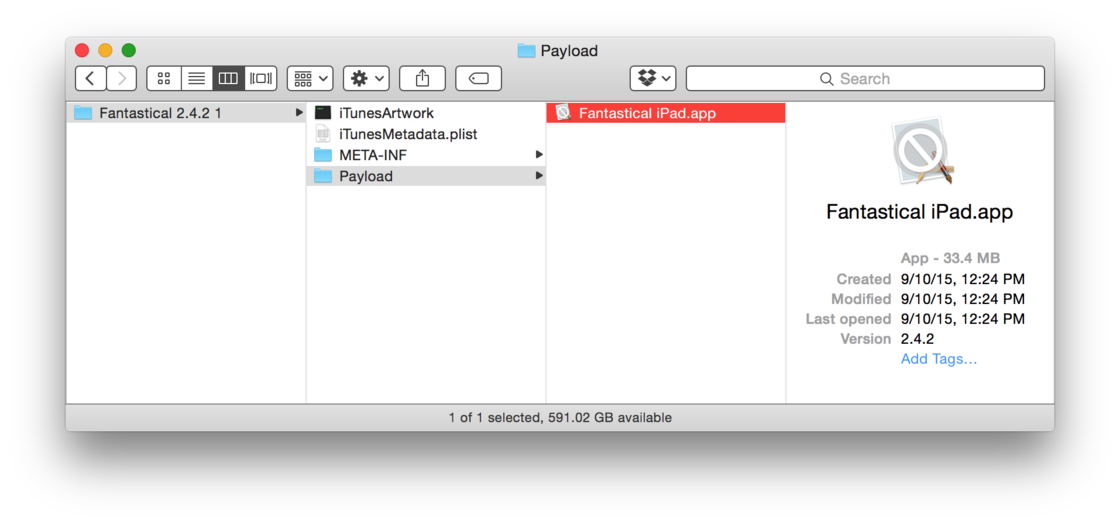 Payload
Search
Fantastical 2.4.2 1
iTunesArtwork
iTunesMetadata.plist
META-INF
Payload
Fantastical iPad.app
Fantastical iPad.app
App - 33.4 MB
Created 9/10/15, 12:24 PM
Modified 9/10/15, 12:24 PM
Last opened 9/10/15, 12:24 PM
Version 2.4.2
Add Tags…
1 of 1 selected, 591.02 GB available